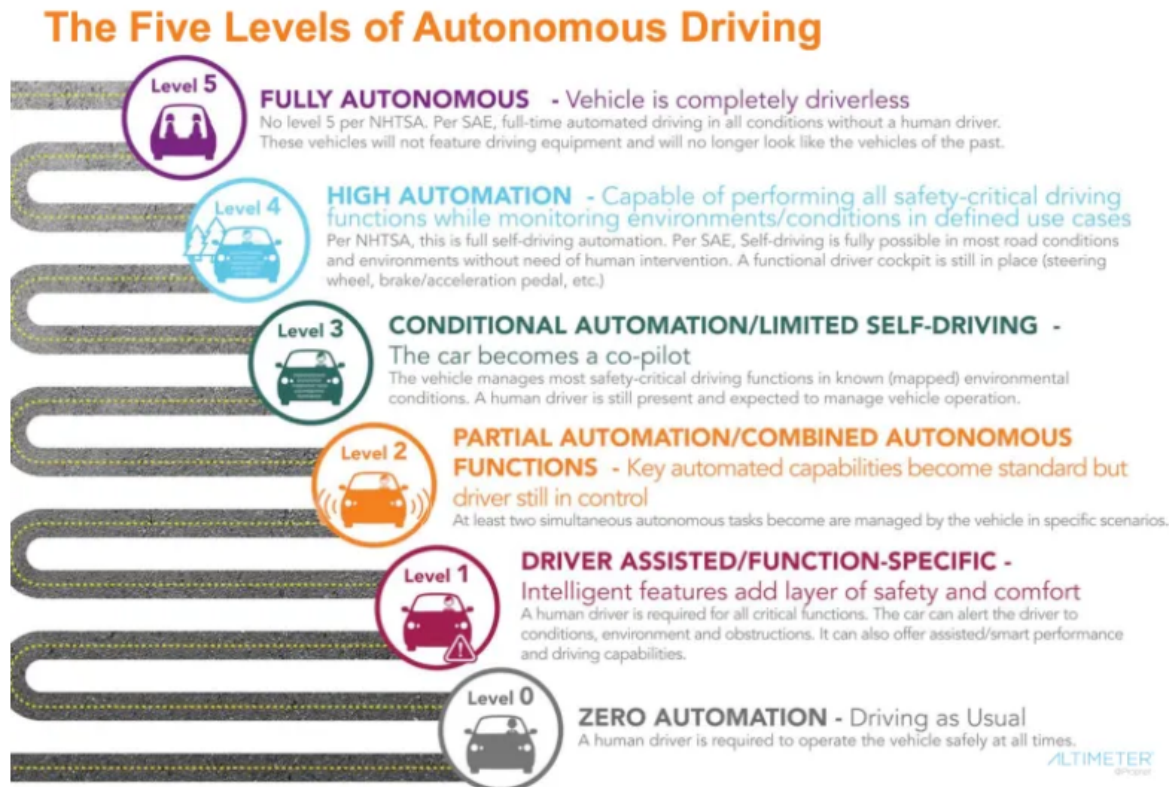 The Five Levels of Autonomous Driving
Level 5
FULLY AUTONOMOUS - Vehicle is completely driverless
No level 5 per NHTSA. Per SAE, full-time automated driving in all conditions without a human driver.
These vehicles will not feature driving equipment and will no longer look like the vehicles of the past.
Level 4
HIGH AUTOMATION - Capable of performing all safety-critical driving
functions while monitoring environments/conditions in defined use cases
Per NHTSA, this is full self-driving automation. Per SAE, Self-driving is fully possible in most road conditions
and environments without need of human intervention. A functional driver cockpit is still in place (steering
wheel, brake/acceleration pedal, etc.)
Level 3
CONDITIONAL AUTOMATION/LIMITED SELF-DRIVING -
The car becomes a co-pilot
The vehicle manages most safety-critical driving functions in known (mapped) environmental
conditions. A human driver is still present and expected to manage vehicle operation.
Level 2
PARTIAL AUTOMATION/COMBINED AUTONOMOUS
FUNCTIONS - Key automated capabilities become standard but
driver still in control
At least two simultaneous autonomous tasks become are managed by the vehicle in specific scenarios.
Level 1
DRIVER ASSISTED/FUNCTION-SPECIFIC -
Intelligent features add layer of safety and comfort
A human driver is required for all critical functions. The car can alert the driver to
conditions, environment and obstructions. It can also offer assisted/smart performance
and driving capabilities.
Level 0
ZERO AUTOMATION - Driving as Usual
A human driver is required to operate the vehicle safely at all times.
ALTIMETER